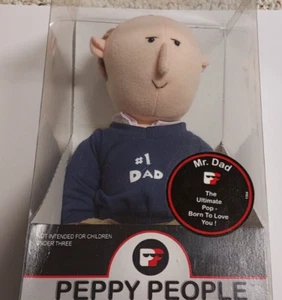 #1
DAD
Mr. Dad
The
Ultimate
Pop -
Born To Love
You !
NOT INTENDED FOR CHILDREN
UNDER THREE
PEPPY PEOPLE